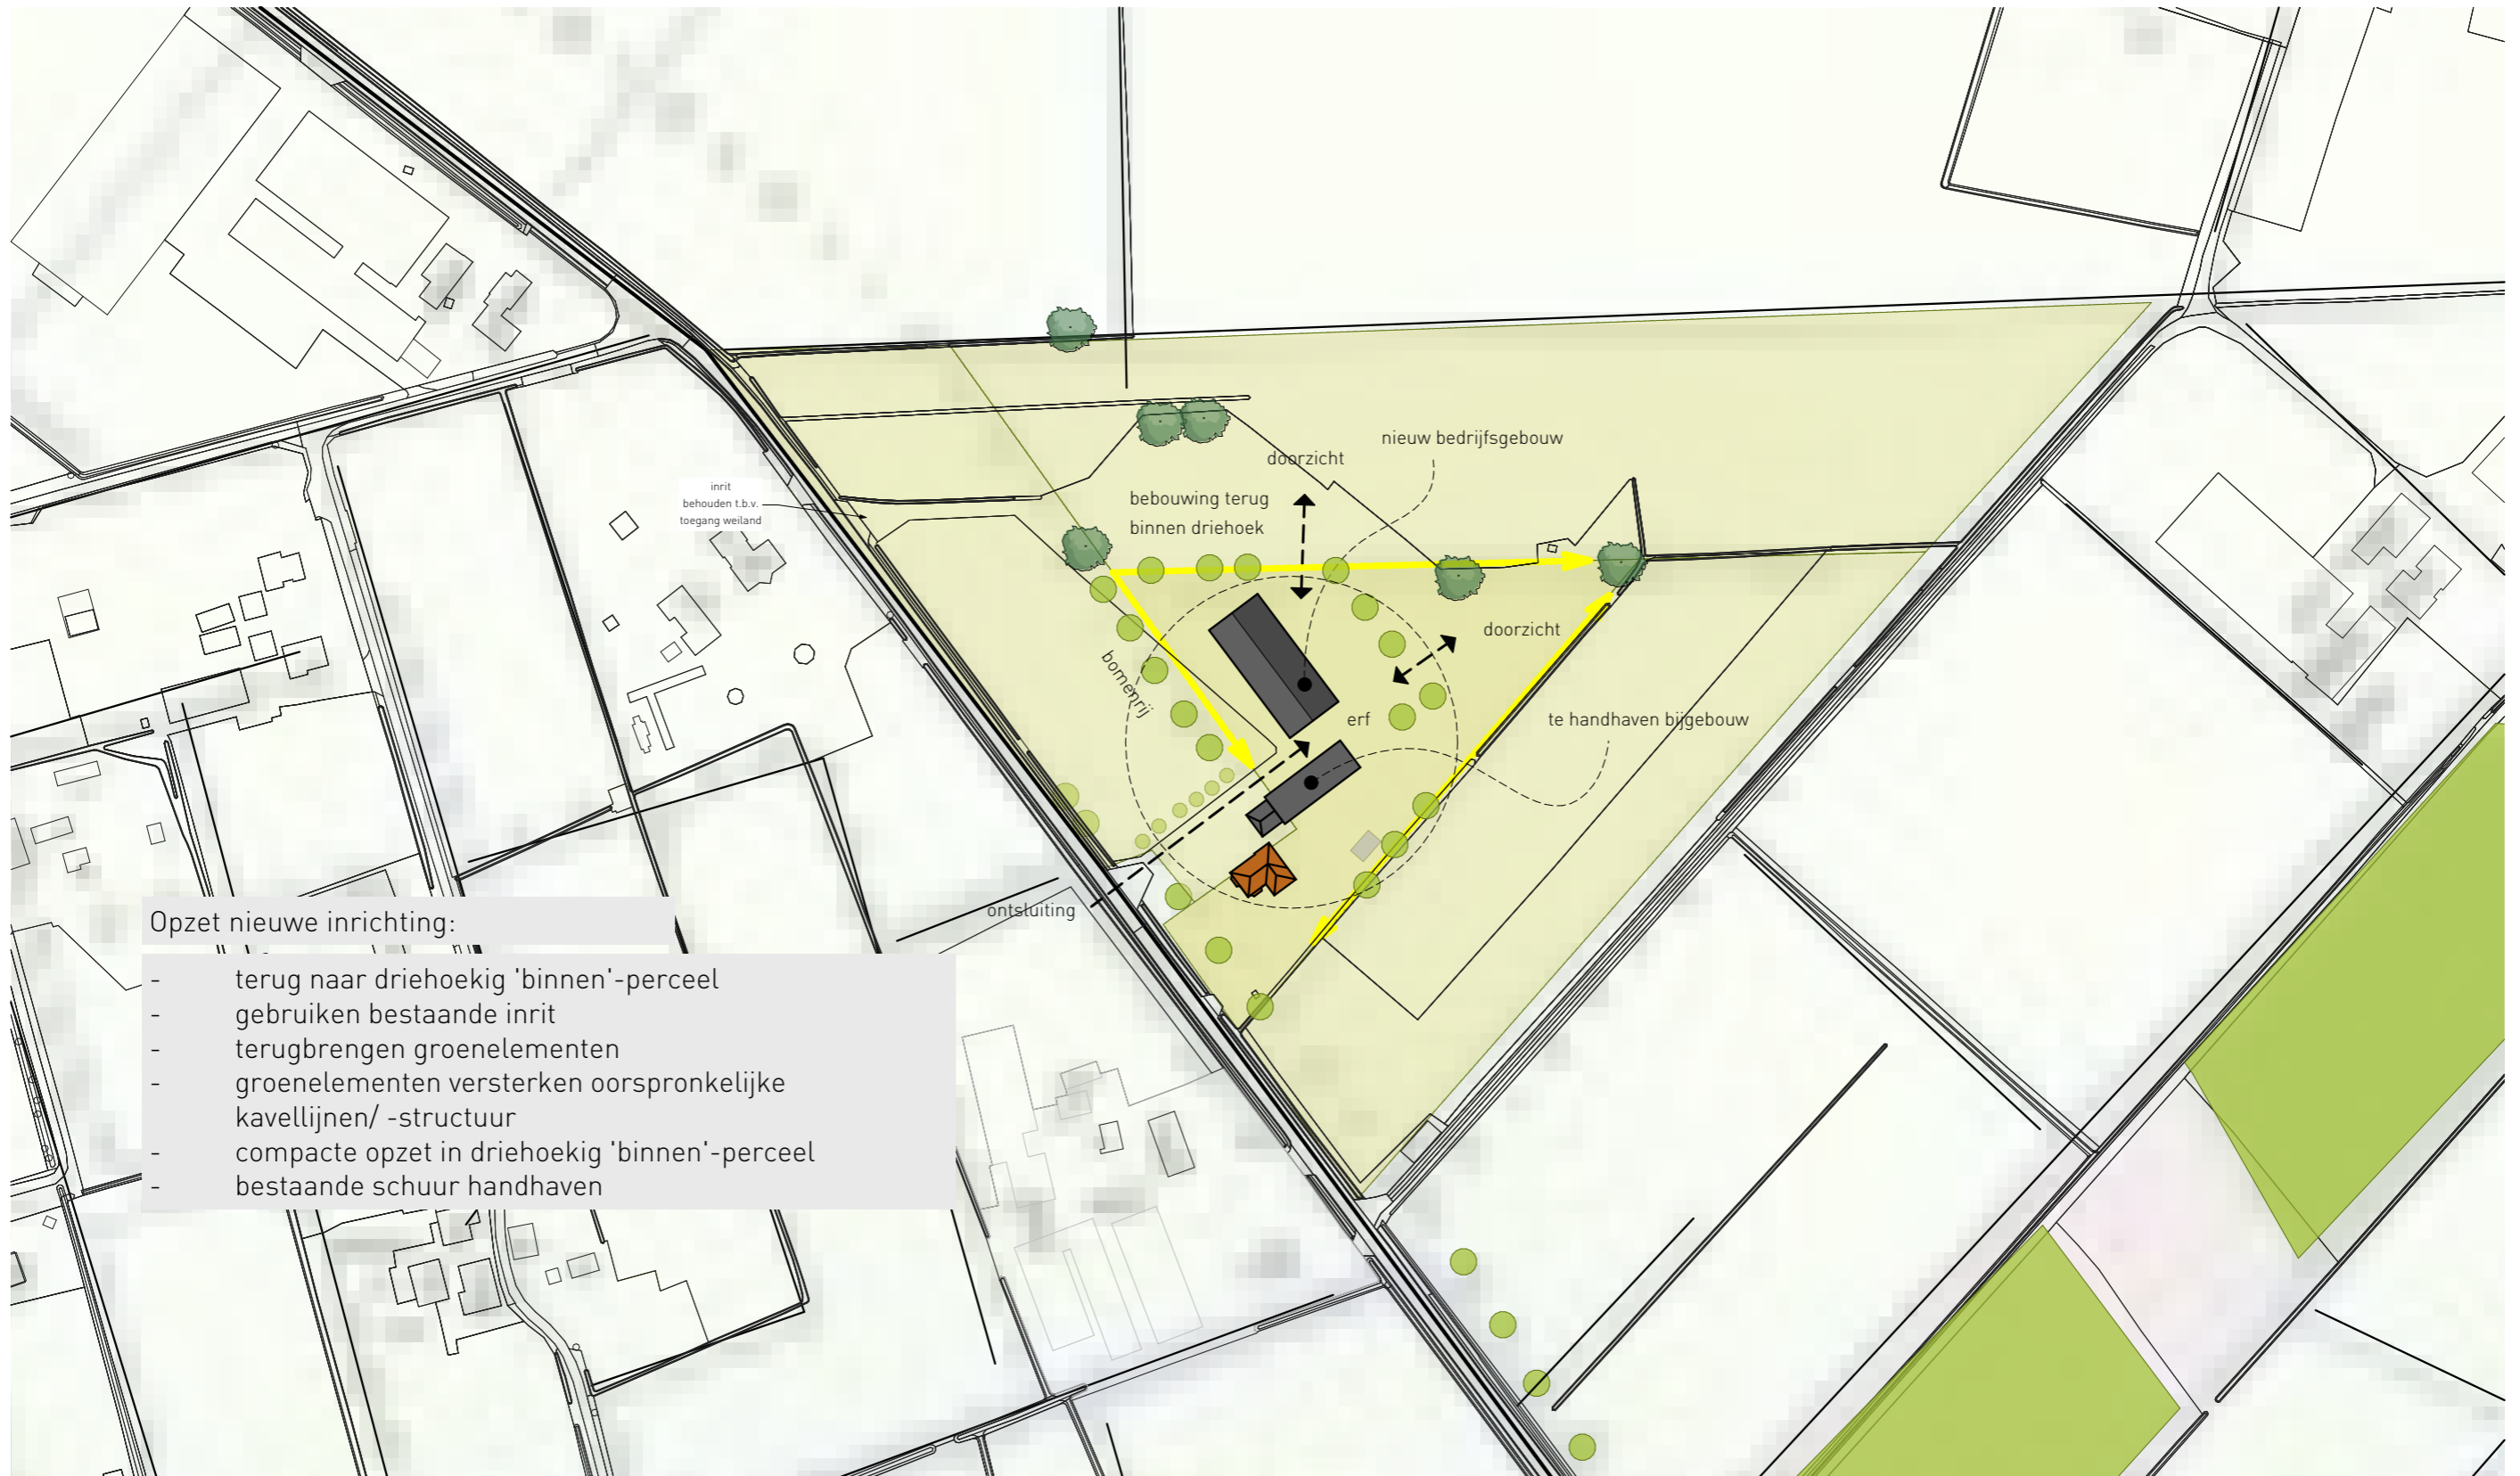 doorzicht
nieuw bedrijfsgebouw
inrit
behouden t.b.v.
toegang weiland
bebouwing terug
binnen driehoek
doorzicht
bomenrij
erf
te handhaven bijgebouw
ontsluiting
Opzet nieuwe inrichting:
- terug naar driehoekig 'binnen'-perceel
- gebruiken bestaande inrit
- terugbrengen groenelementen
- groenelementen versterken oorspronkelijke
kavellijnen/ -structuur
- compacte opzet in driehoekig 'binnen'-perceel
- bestaande schuur handhaven